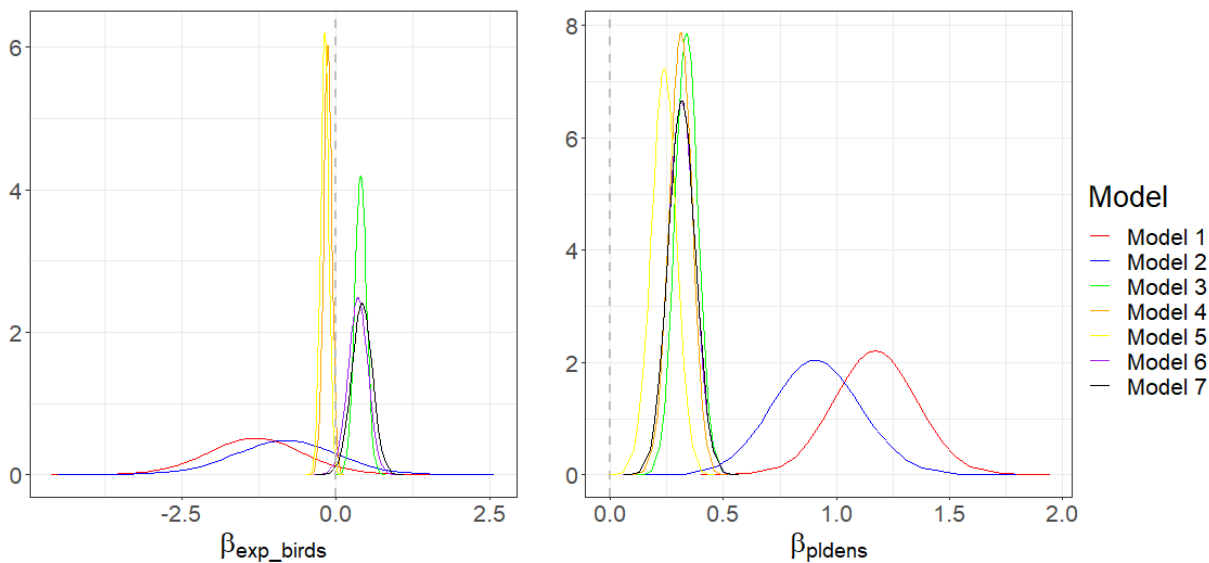 6
4
2
0
-2.5
0.0
2.5
βexp_birds
8
6
4
2
0
0.0
0.5
1.0
1.5
2.0
βpldens
Model
Model 1
Model 2
Model 3
Model 4
Model 5
Model 6
Model 7